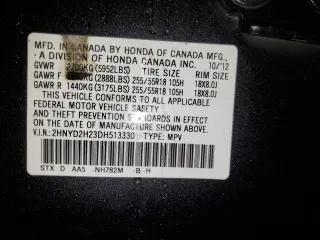 MFD. IN CANADA BY HONDA OF CANADA MFG.,
A DIVISION OF HONDA CANADA INC. 10/12
GVWR 2700KG (5952LBS) TIRE SIZE RIM SIZE
GAWR F (2888LBS) 255/55R18 105H 18X8.0J
GAWR R 1440KG (3175LBS) 255/55R18 105H 18X8.0J
THIS VEHICLE CONFORMS TO ALL APPLICABLE
FEDERAL MOTOR VEHICLE SAFETY
AND THEFT PREVENTION STANDARDS IN EFFECT
ON THE DATE OF MANUFACTURE SHOWN ABOVE.
V.I.N.: 2HNYD2H23DH513330 TYPE: MPV
STX D AA5 -NH782M -B -H